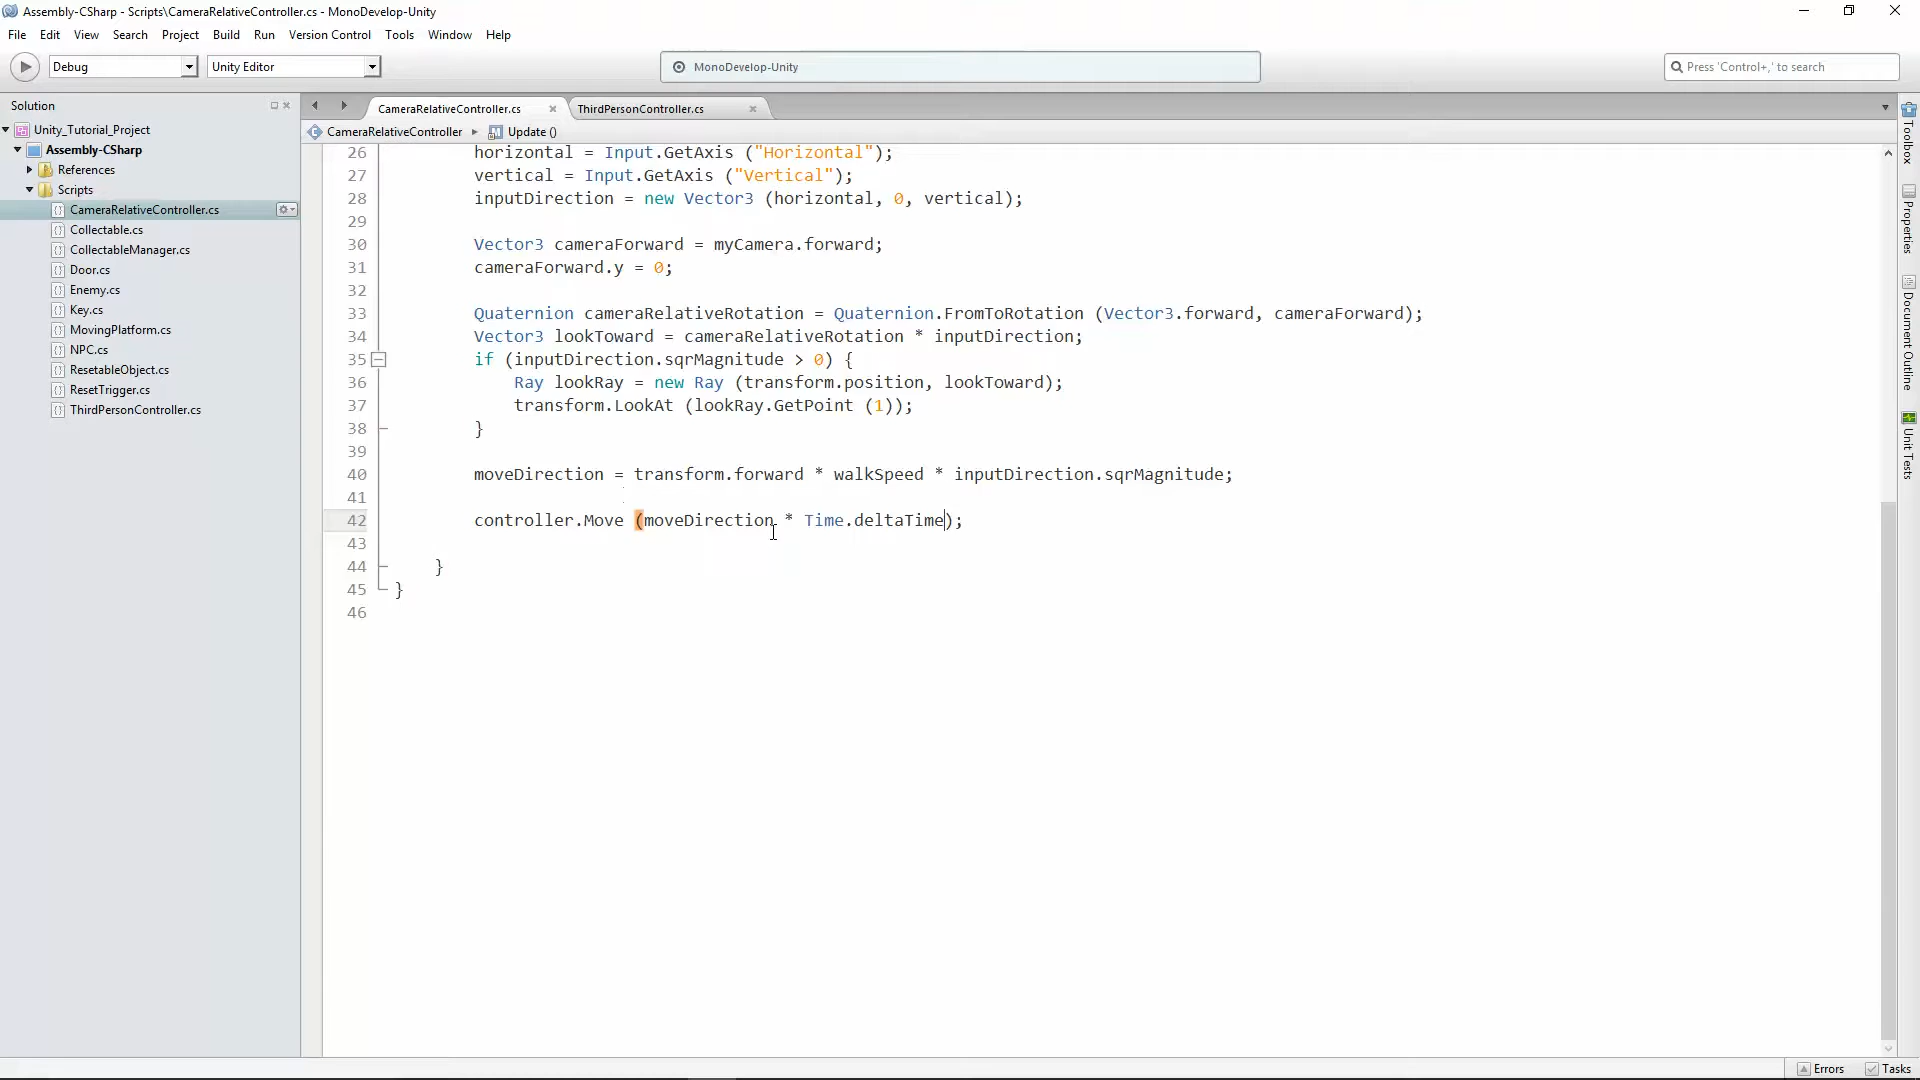 Assembly-CSharp - Scripts\CameraRelativeController.cs - MonoDevelop-Unity
File Edit View Search Project Build Run Version Control Tools Window Help
Debug Unity Editor MonoDevelop-Unity Press 'Control+,' to search
Solution
Unity_Tutorial_Project
Assembly-CSharp
References
Scripts
CameraRelativeController.cs
Collectable.cs
CollectableManager.cs
Door.cs
Enemy.cs
Key.cs
MovingPlatform.cs
NPC.cs
ResetableObject.cs
ResetTrigger.cs
ThirdPersonController.cs
CameraRelativeController.cs ThirdPersonController.cs
CameraRelativeController Update ()
26 horizontal = Input.GetAxis ("Horizontal");
27 vertical = Input.GetAxis ("Vertical");
28 inputDirection = new Vector3 (horizontal, 0, vertical);
29
30 Vector3 cameraForward = myCamera.forward;
31 cameraForward.y = 0;
32
33 Quaternion cameraRelativeRotation = Quaternion.FromToRotation (Vector3.forward, cameraForward);
34 Vector3 lookToward = cameraRelativeRotation * inputDirection;
35 if (inputDirection.sqrMagnitude > 0) {
36 Ray lookRay = new Ray (transform.position, lookToward);
37 transform.LookAt (lookRay.GetPoint (1));
38 }
39
40 moveDirection = transform.forward * walkSpeed * inputDirection.sqrMagnitude;
41
42 controller.Move (moveDirection * Time.deltaTime);
43
44 }
45 }
46
Toolbox
Properties
Document Outline
Unit Tests
Errors Tasks